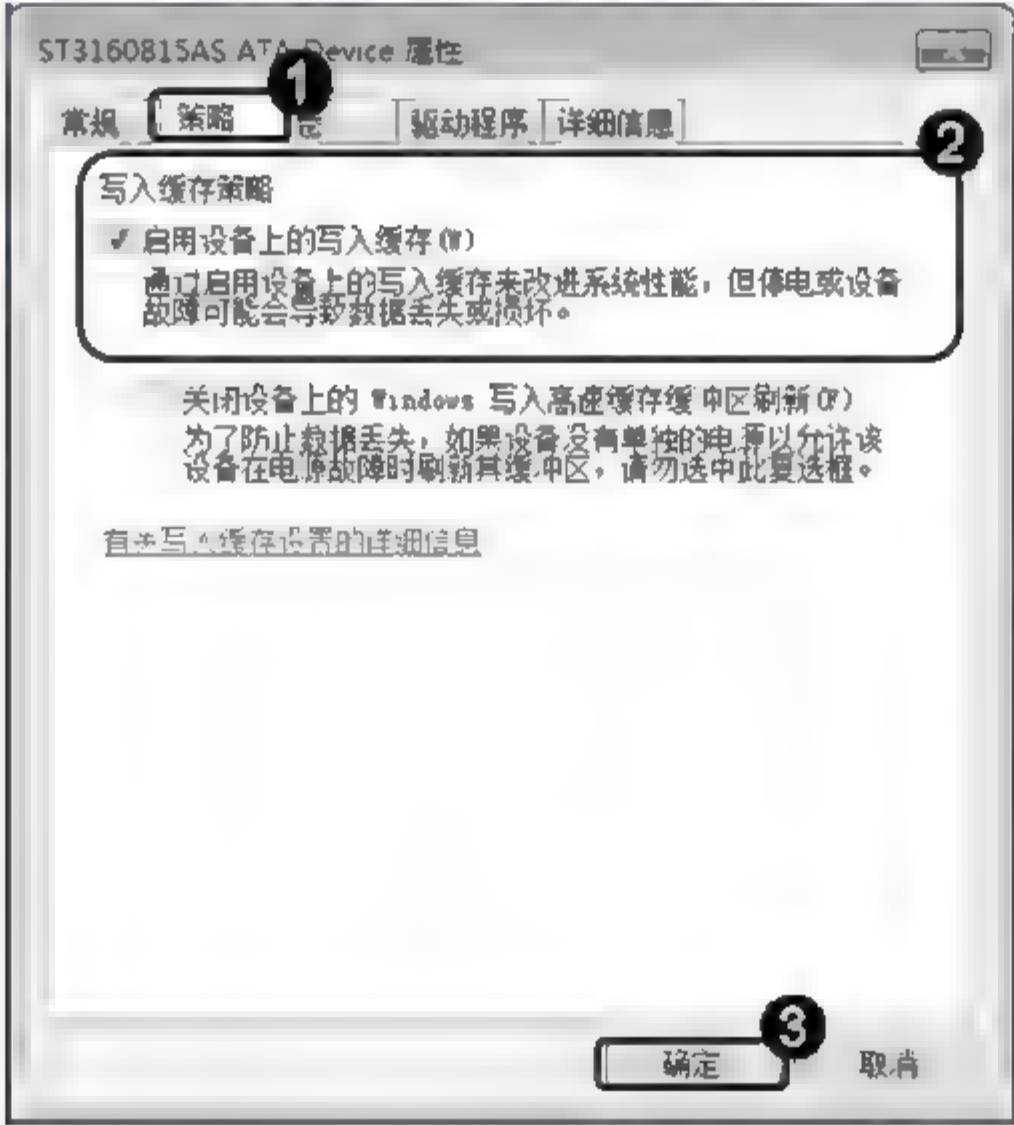 ST3160815AS ATA Device 属性
1
常规 策略 驱动程序 详细信息
2
写入缓存策略
启用设备上的写入缓存(W)
通过启用设备上的写入缓存来改进系统性能，但停电或设备
故障可能会导致数据丢失或损坏。
关闭设备上的 Windows 写入高速缓存缓冲区刷新(F)
为了防止数据丢失，如果设备没有单独的电源以允许该
设备在电源故障时刷新其缓冲区，请勿选中此复选框。
有关写入缓存设置的详细信息
3
确定 取消